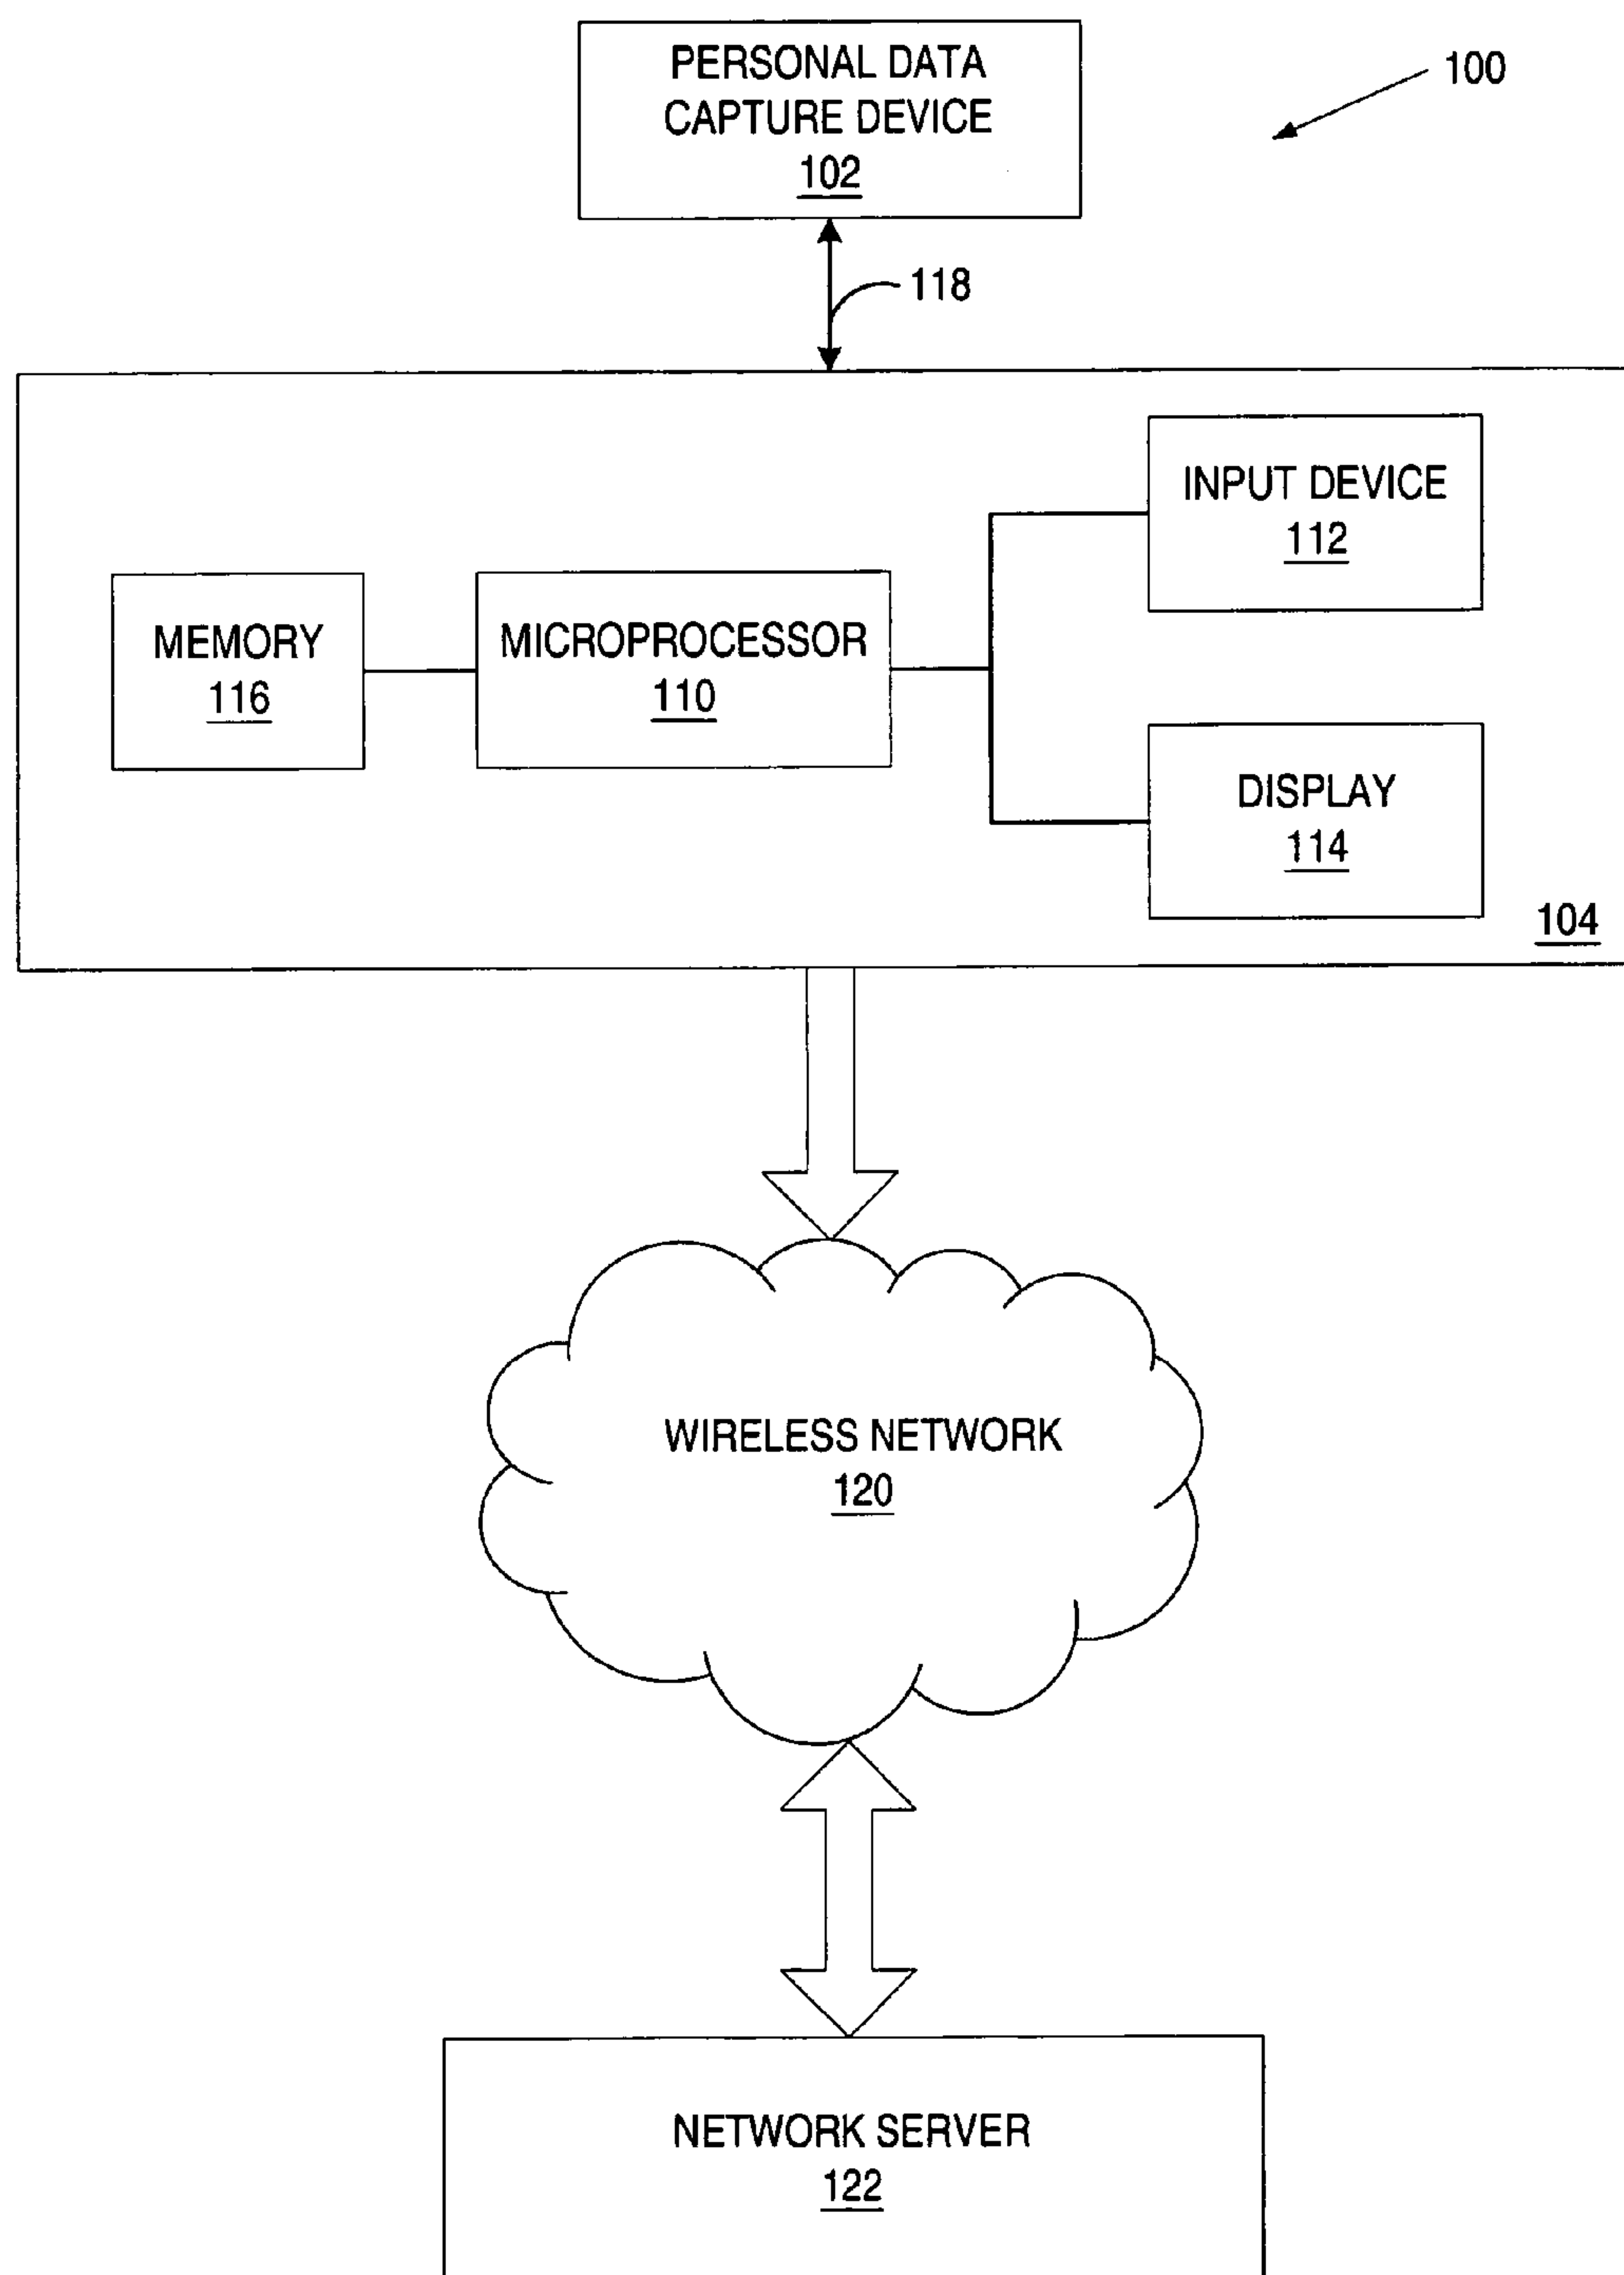 PERSONAL DATA
CAPTURE DEVICE
102
100
118
INPUT DEVICE
112
MEMORY
116
MICROPROCESSOR
110
DISPLAY
114
104
WIRELESS NETWORK
120
NETWORK SERVER
122